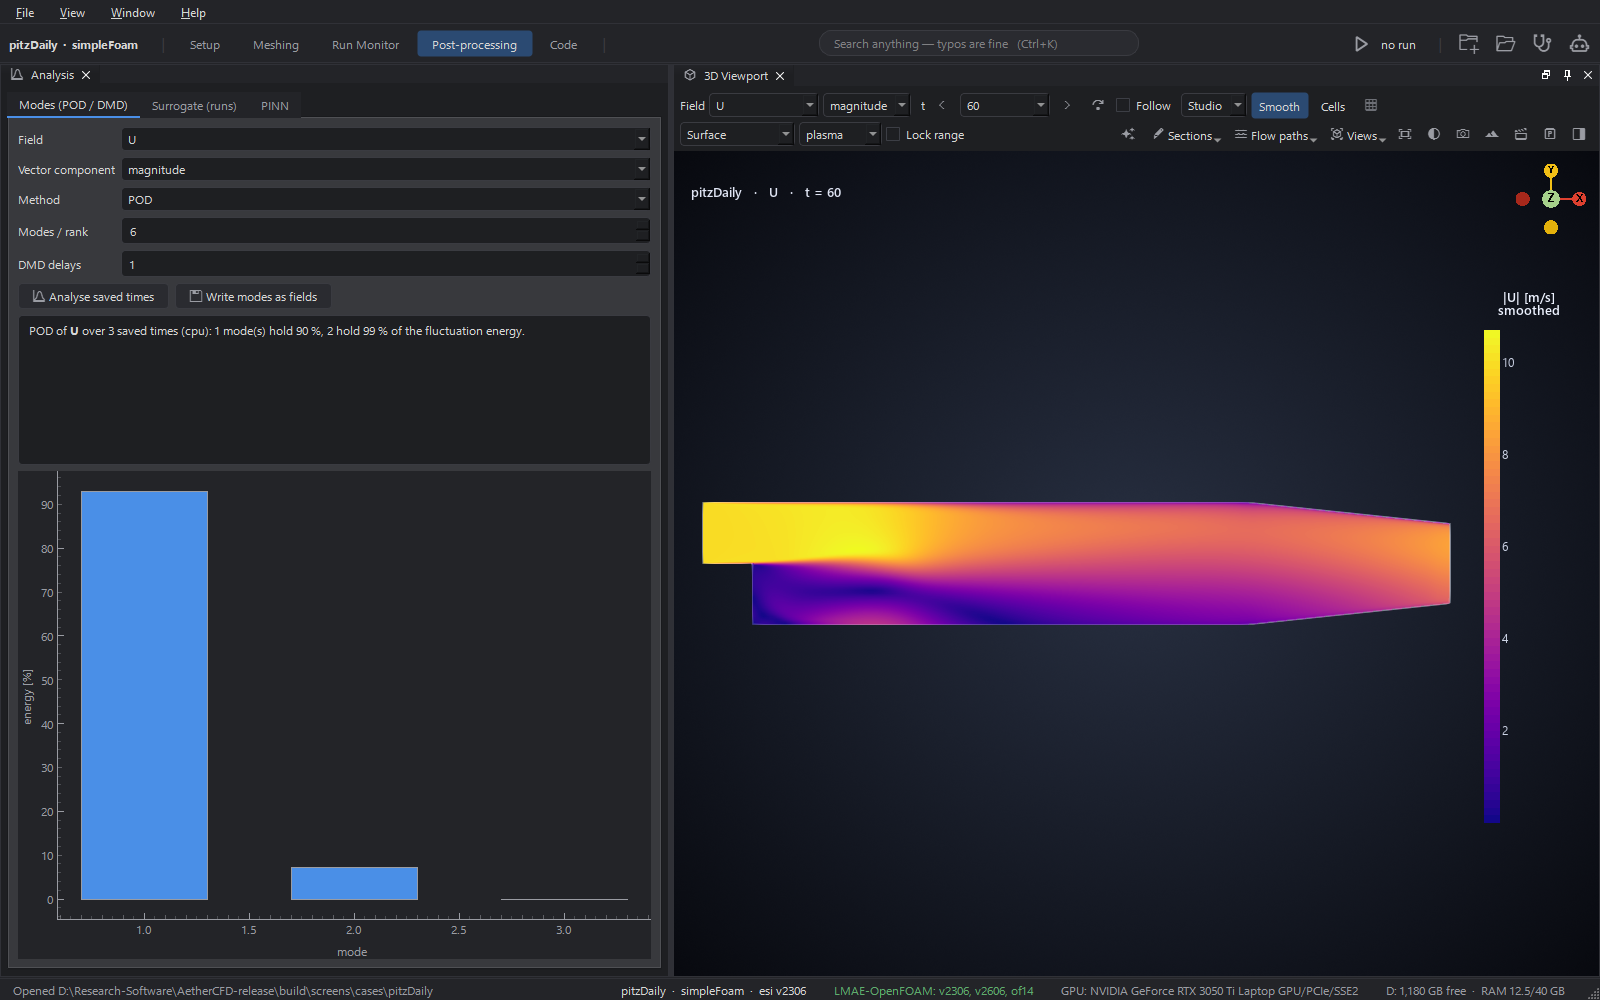 File View Window Help
pitzDaily · simpleFoam Setup Meshing Run Monitor Post-processing Code Search anything — typos are fine (Ctrl+K) no run
Analysis
Modes (POD / DMD) Surrogate (runs) PINN
Field U
Vector component magnitude
Method POD
Modes / rank 6
DMD delays 1
Analyse saved times Write modes as fields
POD of U over 3 saved times (cpu): 1 mode(s) hold 90 %, 2 hold 99 % of the fluctuation energy.
90
80
70
60
50
40
30
20
10
0
energy [%]
1.0 1.5 2.0 2.5 3.0
mode
3D Viewport
Field U magnitude t 60 Follow Studio Smooth Cells
Surface plasma Lock range Sections Flow paths Views
pitzDaily · U · t = 60
Y
Z X
|U| [m/s]
smoothed
10
8
6
4
2
Opened D:\Research-Software\AetherCFD-release\build\screens\cases\pitzDaily pitzDaily · simpleFoam · esi v2306 LMAE-OpenFOAM: v2306, v2606, of14 GPU: NVIDIA GeForce RTX 3050 Ti Laptop GPU/PCIe/SSE2 D: 1,180 GB free · RAM 12.5/40 GB